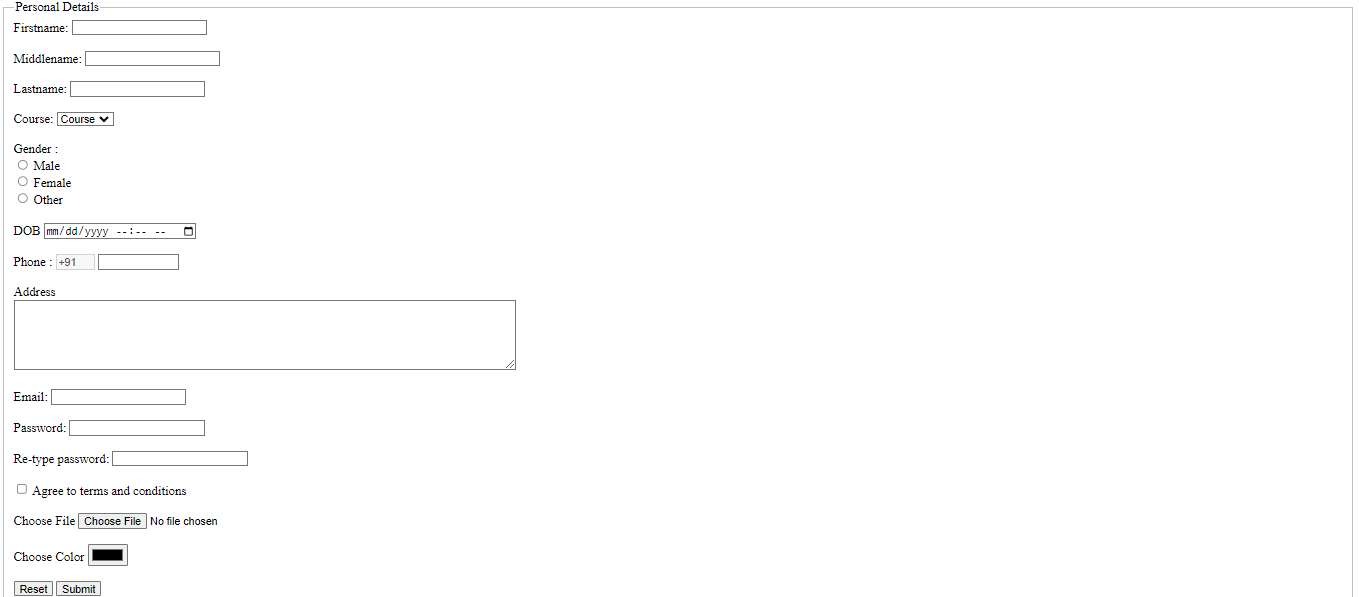 Personal Details
Firstname:
Middlename:
Lastname:
Course: Course
Gender :
Male
Female
Other
DOB mm/dd/yyyy --:-- --
Phone : +91
Address
Email:
Password:
Re-type password:
Agree to terms and conditions
Choose File Choose File No file chosen
Choose Color
Reset Submit